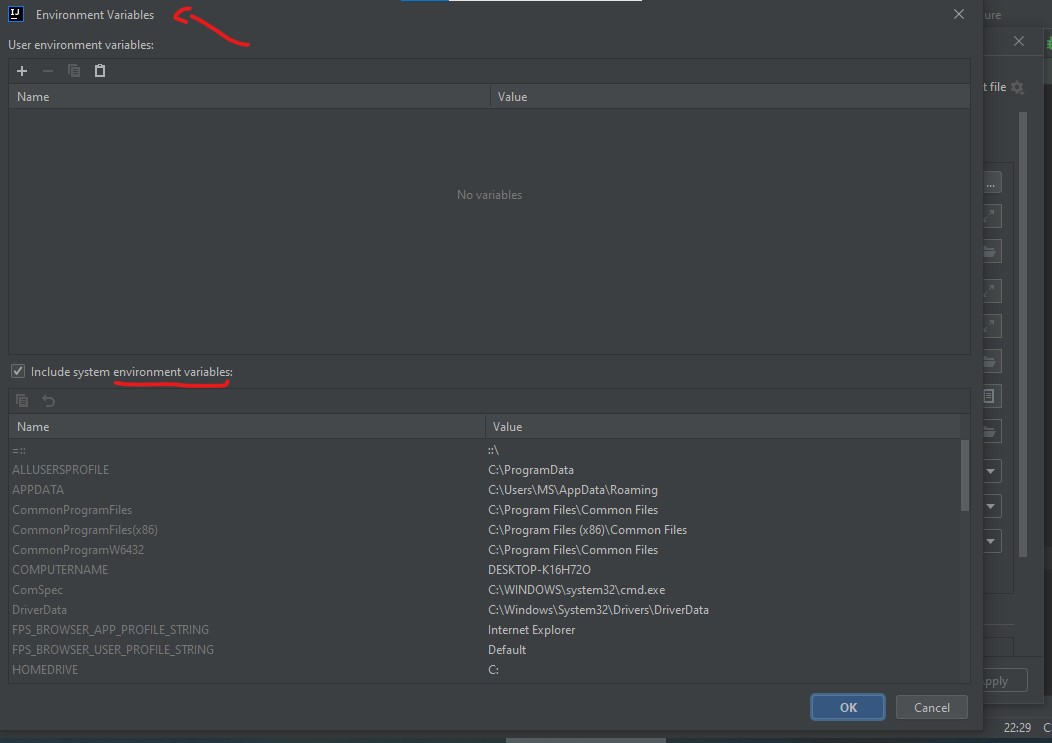 IJ Environment Variables
ure
User environment variables:
t file
Name Value
No variables
...
Include system environment variables:
Name Value
=:: ::\
ALLUSERSPROFILE C:\ProgramData
APPDATA C:\Users\MS\AppData\Roaming
CommonProgramFiles C:\Program Files\Common Files
CommonProgramFiles(x86) C:\Program Files (x86)\Common Files
CommonProgramW6432 C:\Program Files\Common Files
COMPUTERNAME DESKTOP-K16H72O
ComSpec C:\WINDOWS\system32\cmd.exe
DriverData C:\Windows\System32\Drivers\DriverData
FPS_BROWSER_APP_PROFILE_STRING Internet Explorer
FPS_BROWSER_USER_PROFILE_STRING Default
HOMEDRIVE C:
pply
OK Cancel
22:29 C